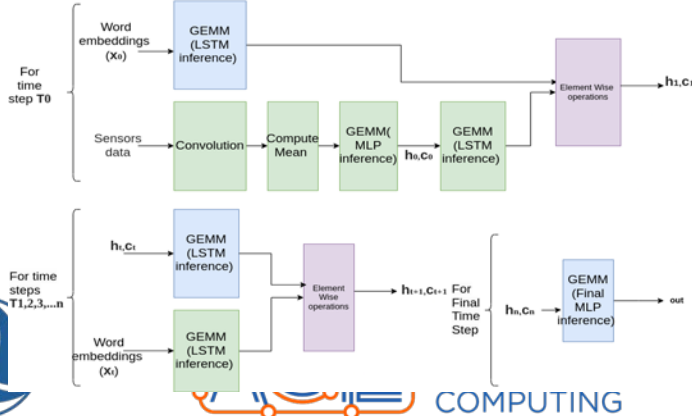 For
time
step T0
Word
embeddings
(x₀)
GEMM
(LSTM
inference)
Element Wise
operations
Sensors
data
Convolution
Compute
Mean
GEMM(
MLP
inference)
h₀,c₀
GEMM
(LSTM
inference)
For time
steps
T1,2,3,...n
hₜ,cₜ
GEMM
(LSTM
inference)
Word
embeddings
(xₜ)
GEMM
(LSTM
inference)
Element
Wise
operations
hₜ₊₁,cₜ₊₁
For
Final
Time
Step
hₙ,cₙ
GEMM
(Final
MLP
inference)
out
COMPUTING